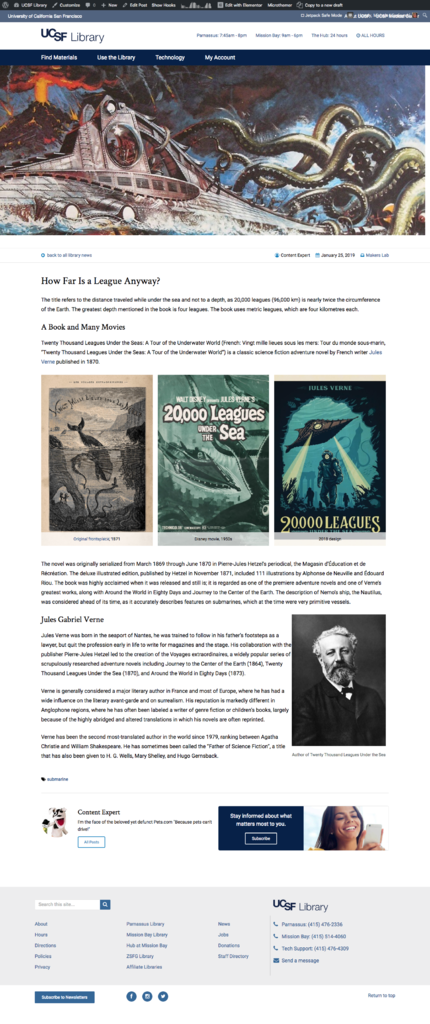 UCSF Library
Customize
0
New
Edit Post
Show Hooks
Edit with Elementor
Microthemer
Copy to a new draft
University of California San Francisco
Jetpack Safe Mode
UCSF Library
Parnassus: 7:45am - 8pm
Mission Bay: 9am - 6pm
The Hub: 24 hours
ALL HOURS
Find Materials
Use the Library
Technology
My Account
back to all library news
Content Expert
January 25, 2019
Makers Lab
How Far Is a League Anyway?
The title refers to the distance traveled while under the sea and not to a depth, as 20,000 leagues (96,000 km) is nearly twice the circumference
of the Earth. The greatest depth mentioned in the book is four leagues. The book uses metric leagues, which are four kilometres each.
A Book and Many Movies
Twenty Thousand Leagues Under the Seas: A Tour of the Underwater World (French: Vingt mille lieues sous les mers: Tour du monde sous-marin,
"Twenty Thousand Leagues Under the Seas: A Tour of the Underwater World") is a classic science fiction adventure novel by French writer Jules
Verne published in 1870.
WALT DISNEY presents JULES VERNE'S
20,000 Leagues
UNDER THE
Sea
JULES VERNE
20000 LEAGUES
UNDER THE SEA
Original frontispiece, 1871
Disney movie, 1950s
2016 design
The novel was originally serialized from March 1869 through June 1870 in Pierre-Jules Hetzel's periodical, the Magasin d'Éducation et de
Récréation. The deluxe illustrated edition, published by Hetzel in November 1871, included 111 illustrations by Alphonse de Neuville and Édouard
Riou. The book was highly acclaimed when it was released and still is; it is regarded as one of the premiere adventure novels and one of Verne's
greatest works, along with Around the World in Eighty Days and Journey to the Center of the Earth. The description of Nemo's ship, the Nautilus,
was considered ahead of its time, as it accurately describes features on submarines, which at the time were very primitive vessels.
Jules Gabriel Verne
Jules Verne was born in the seaport of Nantes, he was trained to follow in his father's footsteps as a
lawyer, but quit the profession early in life to write for magazines and the stage. His collaboration with the
publisher Pierre-Jules Hetzel led to the creation of the Voyages extraordinaires, a widely popular series of
scrupulously researched adventure novels including Journey to the Center of the Earth (1864), Twenty
Thousand Leagues Under the Sea (1870), and Around the World in Eighty Days (1873).
Verne is generally considered a major literary author in France and most of Europe, where he has had a
wide influence on the literary avant-garde and on surrealism. His reputation is markedly different in
Anglophone regions, where he has often been labeled a writer of genre fiction or children's books, largely
because of the highly abridged and altered translations in which his novels are often reprinted.
Verne has been the second most-translated author in the world since 1979, ranking between Agatha
Christie and William Shakespeare. He has sometimes been called the "Father of Science Fiction", a title
that has also been given to H. G. Wells, Mary Shelley, and Hugo Gernsback.
Author of Twenty Thousand Leagues Under the Sea
submarine
Content Expert
I'm the face of the beloved yet defunct Pets.com "Because pets can't
drive!"
All Posts
Stay informed about what
matters most to you.
Subscribe
Search this site...
UCSF Library
About
Hours
Directions
Policies
Privacy
Parnassus Library
Mission Bay Library
Hub at Mission Bay
ZSFG Library
Affiliate Libraries
News
Jobs
Donations
Staff Directory
Parnassus: (415) 476-2336
Mission Bay: (415) 514-4060
Tech Support: (415) 476-4309
Send a message
Subscribe to Newsletters
Return to top